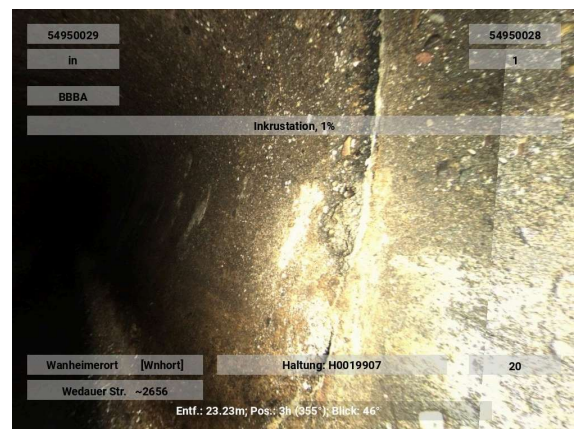 54950029 54950028
in 1
BBBA
Inkrustation, 1%
Wanheimerort [Wnhort] Haltung: H0019907 20
Wedauer Str. ~2656
Entf.: 23.23m; Pos.: 3h (355°); Blick: 46°